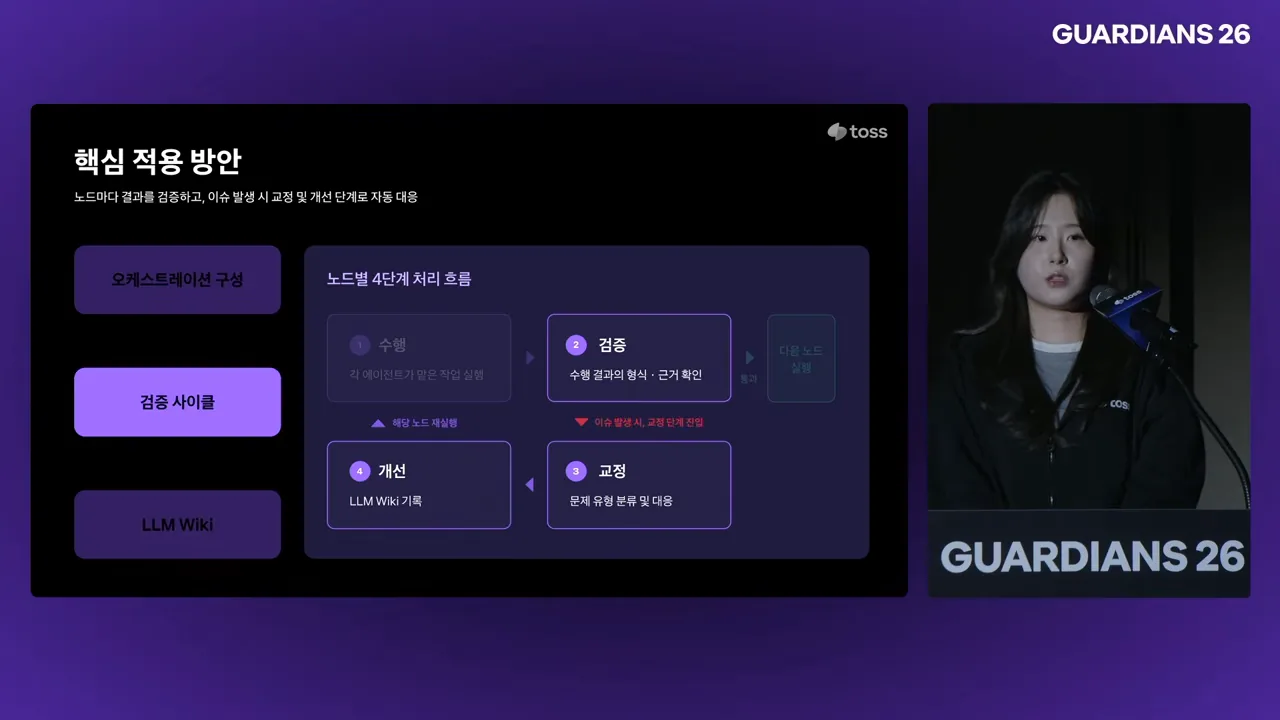 GUARDIANS 26
toss
핵심 적용 방안
노드마다 결과를 검증하고, 이슈 발생 시 교정 및 개선 단계로 자동 대응
오케스트레이션 구성
검증 사이클
LLM Wiki
노드별 4단계 처리 흐름
1 수행
각 에이전트가 맡은 작업 실행
2 검증
수행 결과의 형식 · 근거 확인
통과
다음 노드
실행
해당 노드 재실행
이슈 발생 시, 교정 단계 진입
4 개선
LLM Wiki 기록
3 교정
문제 유형 분류 및 대응
toss
GUARDIANS 26